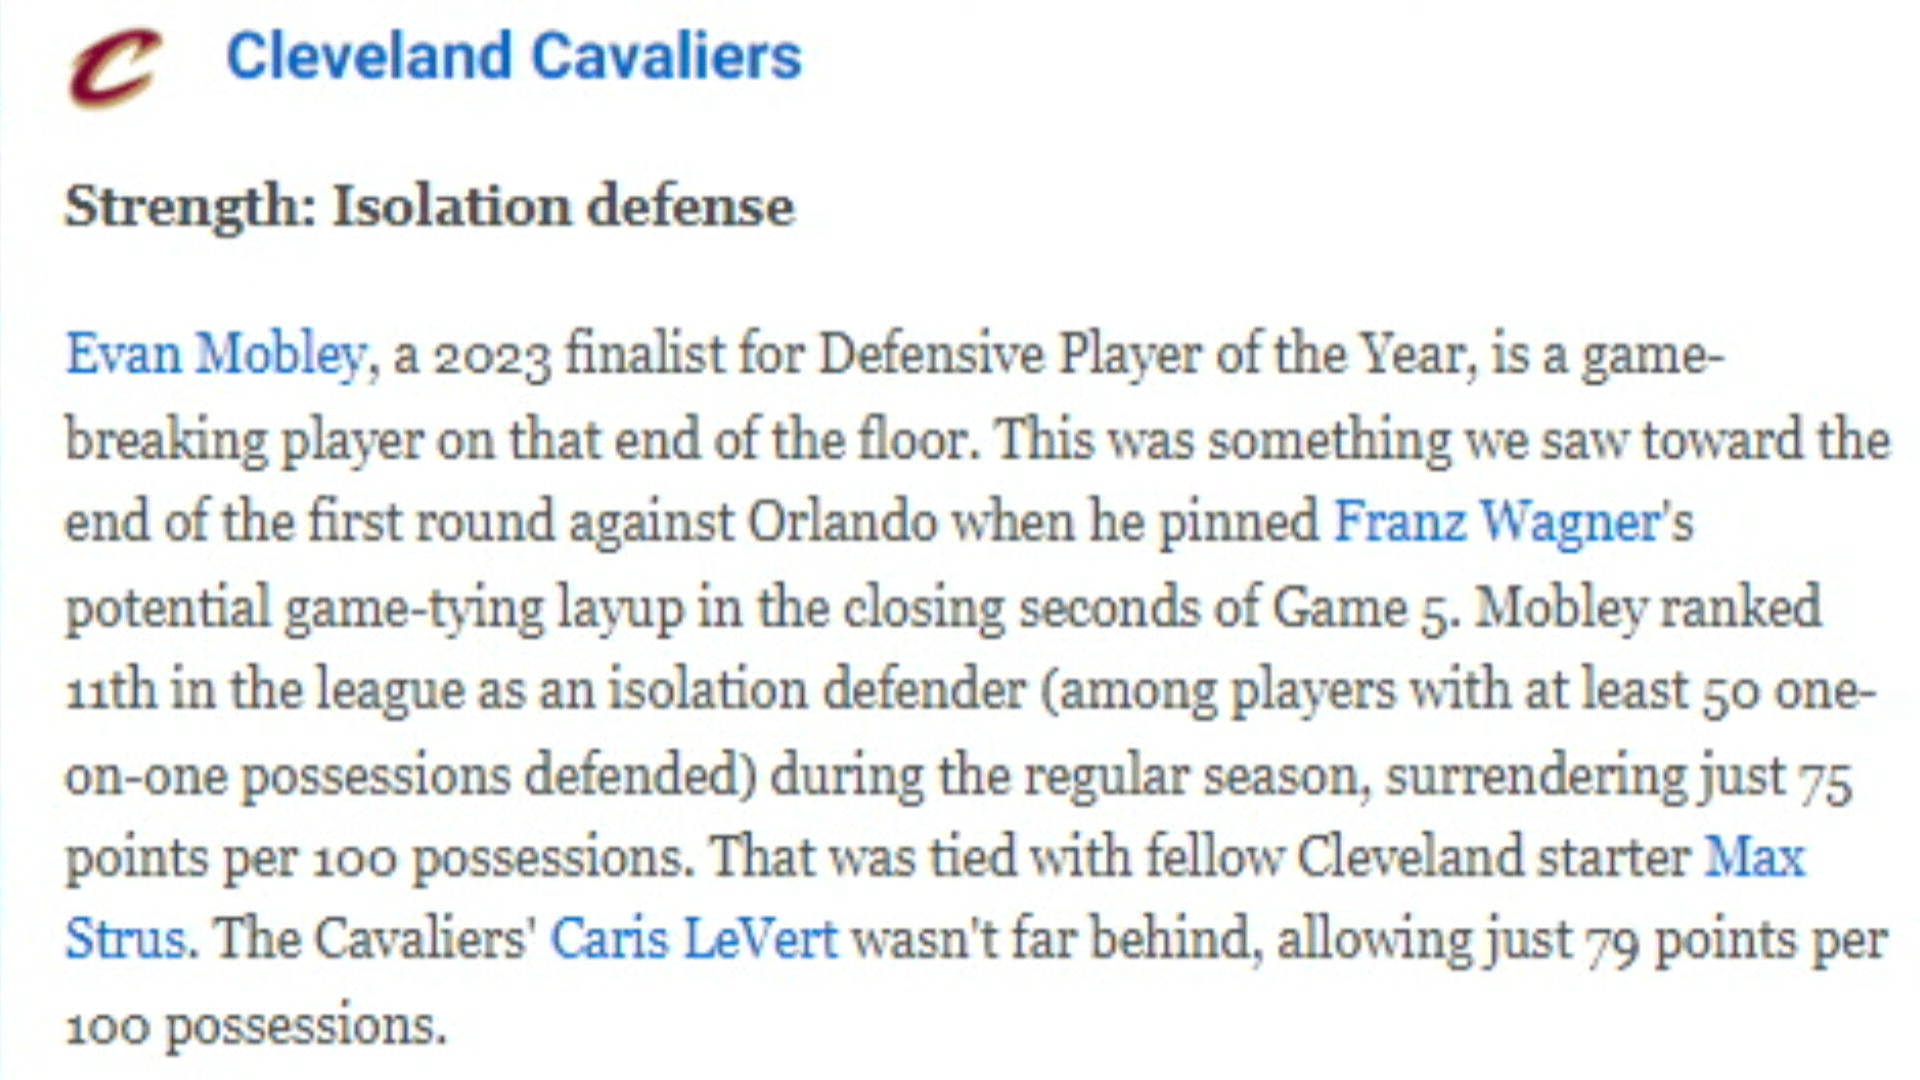 Cleveland Cavaliers
Strength: Isolation defense
Evan Mobley, a 2023 finalist for Defensive Player of the Year, is a game-
breaking player on that end of the floor. This was something we saw toward the
end of the first round against Orlando when he pinned Franz Wagner's
potential game-tying layup in the closing seconds of Game 5. Mobley ranked
11th in the league as an isolation defender (among players with at least 50 one-
on-one possessions defended) during the regular season, surrendering just 75
points per 100 possessions. That was tied with fellow Cleveland starter Max
Strus. The Cavaliers' Caris LeVert wasn't far behind, allowing just 79 points per
100 possessions.